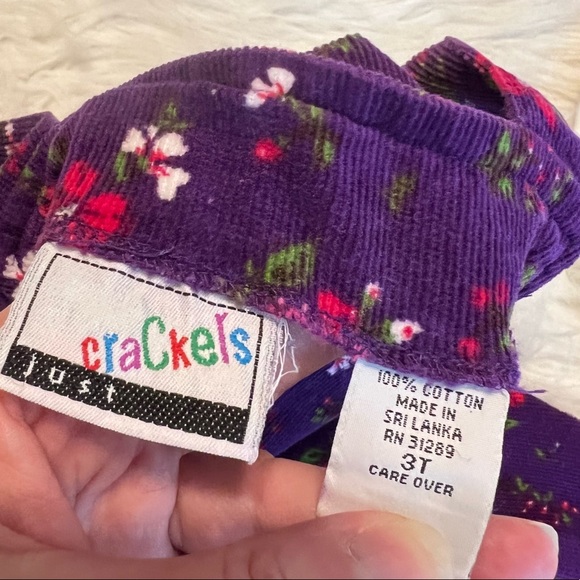 craCkels
just
100% COTTON
MADE IN
SRI LANKA
RN 31289
3T
CARE OVER